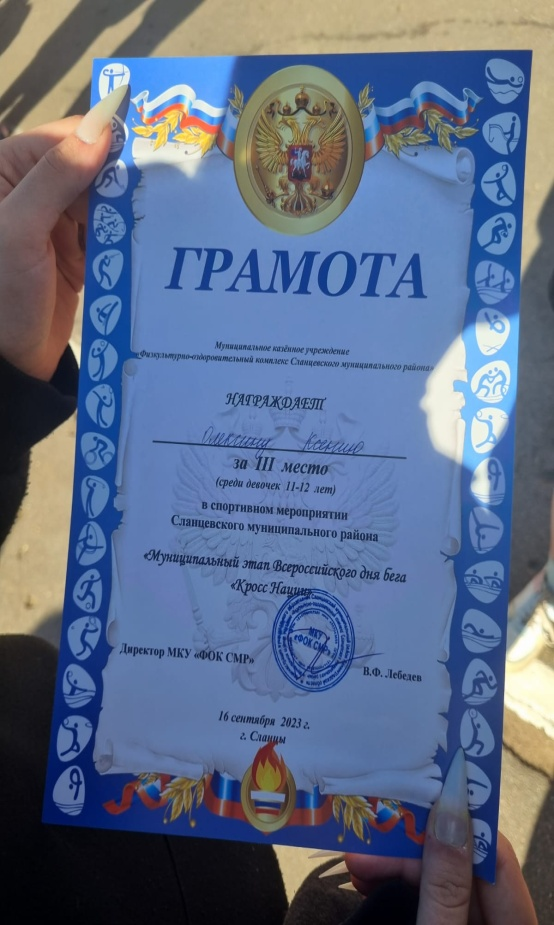 ГРАМОТА
Муниципальное казённое учреждение
«Физкультурно-оздоровительный комплекс Сланцевского муниципального района»
НАГРАЖДАЕТ
Ксению
за III место
(среди девочек 11-12 лет)
в спортивном мероприятии
Сланцевского муниципального района
«Муниципальный этап Всероссийского дня бега
«Кросс Нации»
МКУ
«ФОК СМР»
Директор МКУ «ФОК СМР»
В.Ф. Лебедев
16 сентября 2023 г.
г. Сланцы